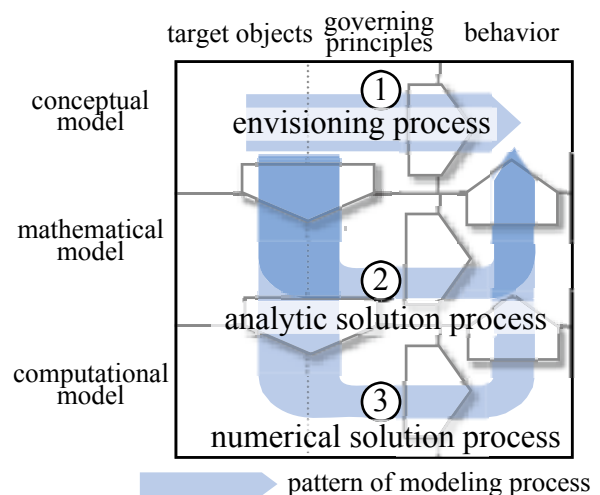 target objects
governing
principles
behavior
conceptual
model
1
envisioning process
mathematical
model
2
analytic solution process
computational
model
3
numerical solution process
pattern of modeling process